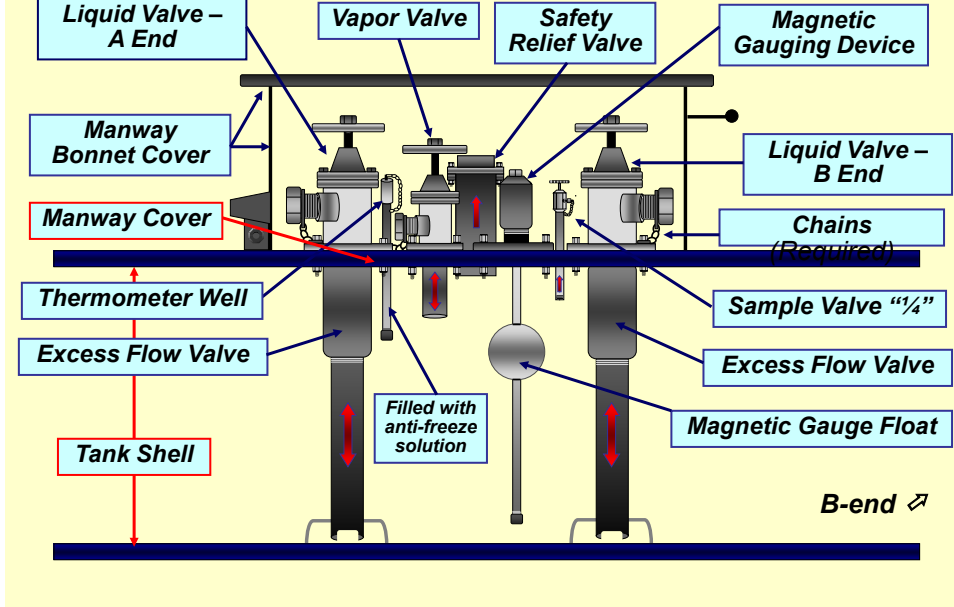 Liquid Valve –
A End
Vapor Valve
Safety
Relief Valve
Magnetic
Gauging Device
Manway
Bonnet Cover
Liquid Valve –
B End
Manway Cover
Chains
(Required)
Thermometer Well
Sample Valve “¼”
Excess Flow Valve
Excess Flow Valve
Filled with
anti-freeze
solution
Magnetic Gauge Float
Tank Shell
B-end